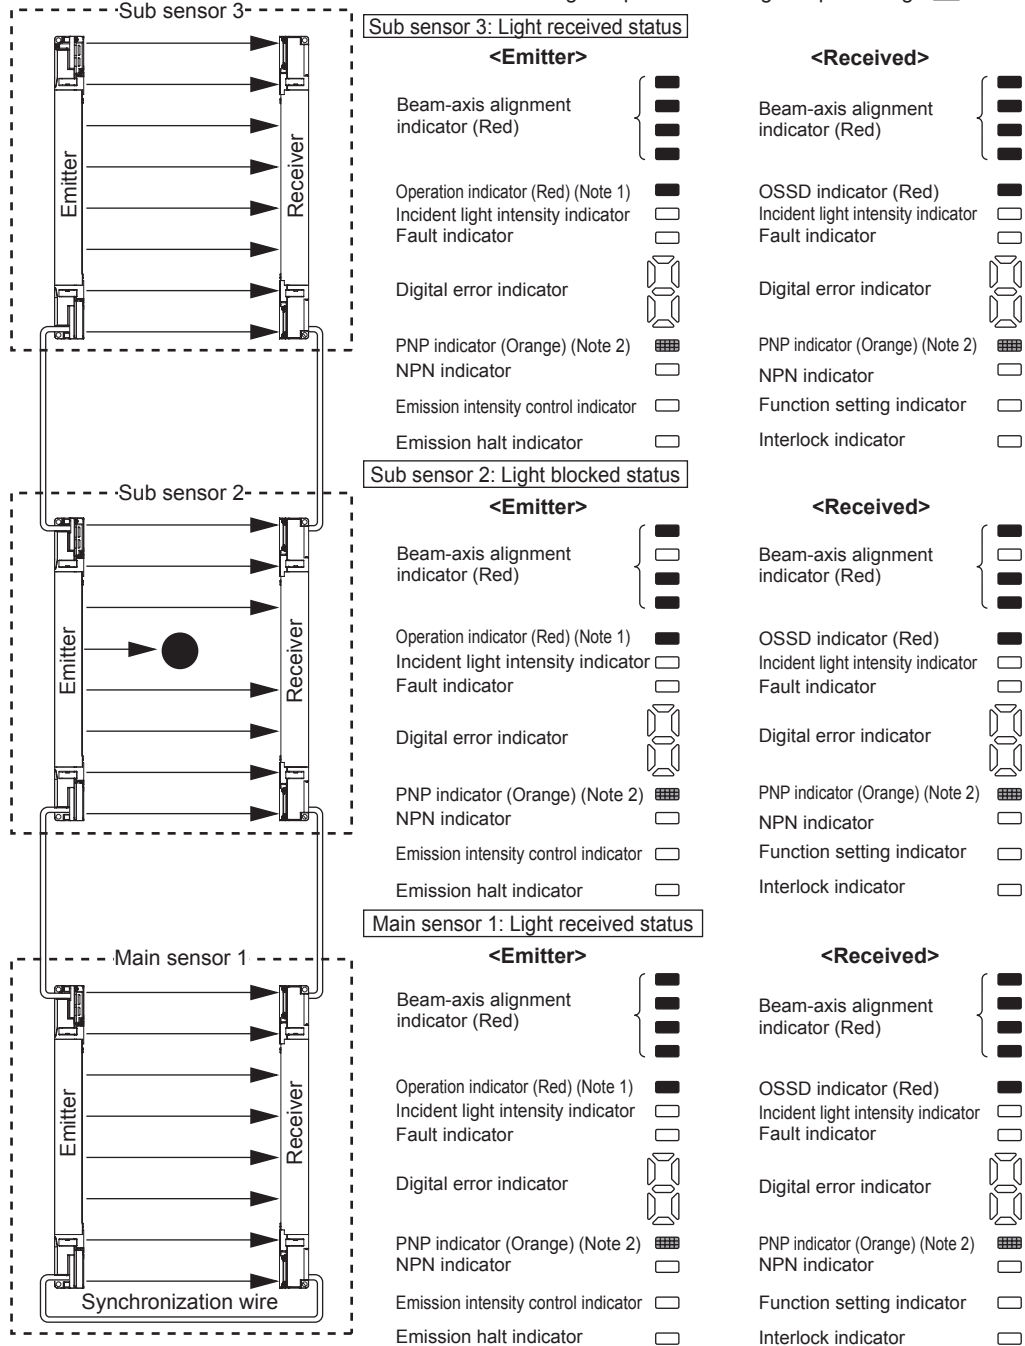 Sub sensor 3
Emitter
Receiver
Sub sensor 3: Light received status
<Emitter>
Beam-axis alignment
indicator (Red)
Operation indicator (Red) (Note 1)
Incident light intensity indicator
Fault indicator
Digital error indicator
PNP indicator (Orange) (Note 2)
NPN indicator
Emission intensity control indicator
Emission halt indicator
<Received>
Beam-axis alignment
indicator (Red)
OSSD indicator (Red)
Incident light intensity indicator
Fault indicator
Digital error indicator
PNP indicator (Orange) (Note 2)
NPN indicator
Function setting indicator
Interlock indicator
Sub sensor 2
Emitter
Receiver
Sub sensor 2: Light blocked status
<Emitter>
Beam-axis alignment
indicator (Red)
Operation indicator (Red) (Note 1)
Incident light intensity indicator
Fault indicator
Digital error indicator
PNP indicator (Orange) (Note 2)
NPN indicator
Emission intensity control indicator
Emission halt indicator
<Received>
Beam-axis alignment
indicator (Red)
OSSD indicator (Red)
Incident light intensity indicator
Fault indicator
Digital error indicator
PNP indicator (Orange) (Note 2)
NPN indicator
Function setting indicator
Interlock indicator
Main sensor 1
Emitter
Receiver
Synchronization wire
Main sensor 1: Light received status
<Emitter>
Beam-axis alignment
indicator (Red)
Operation indicator (Red) (Note 1)
Incident light intensity indicator
Fault indicator
Digital error indicator
PNP indicator (Orange) (Note 2)
NPN indicator
Emission intensity control indicator
Emission halt indicator
<Received>
Beam-axis alignment
indicator (Red)
OSSD indicator (Red)
Incident light intensity indicator
Fault indicator
Digital error indicator
PNP indicator (Orange) (Note 2)
NPN indicator
Function setting indicator
Interlock indicator